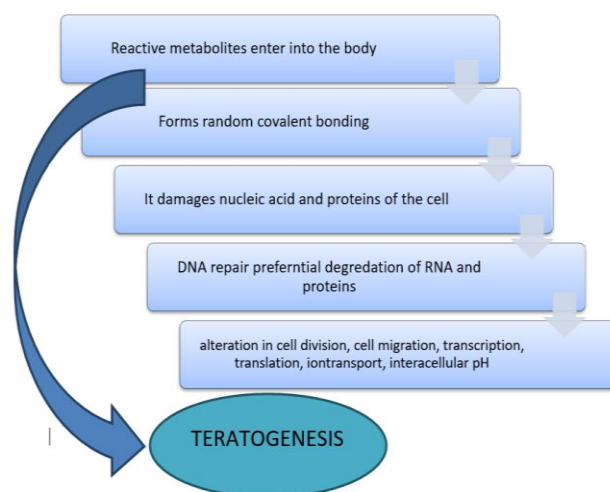 Reactive metabolites enter into the body
Forms random covalent bonding
It damages nucleic acid and proteins of the cell
DNA repair preferntial degredation of RNA and
proteins
alteration in cell division, cell migration, transcription,
translation, iontransport, interacellular pH
TERATOGENESIS